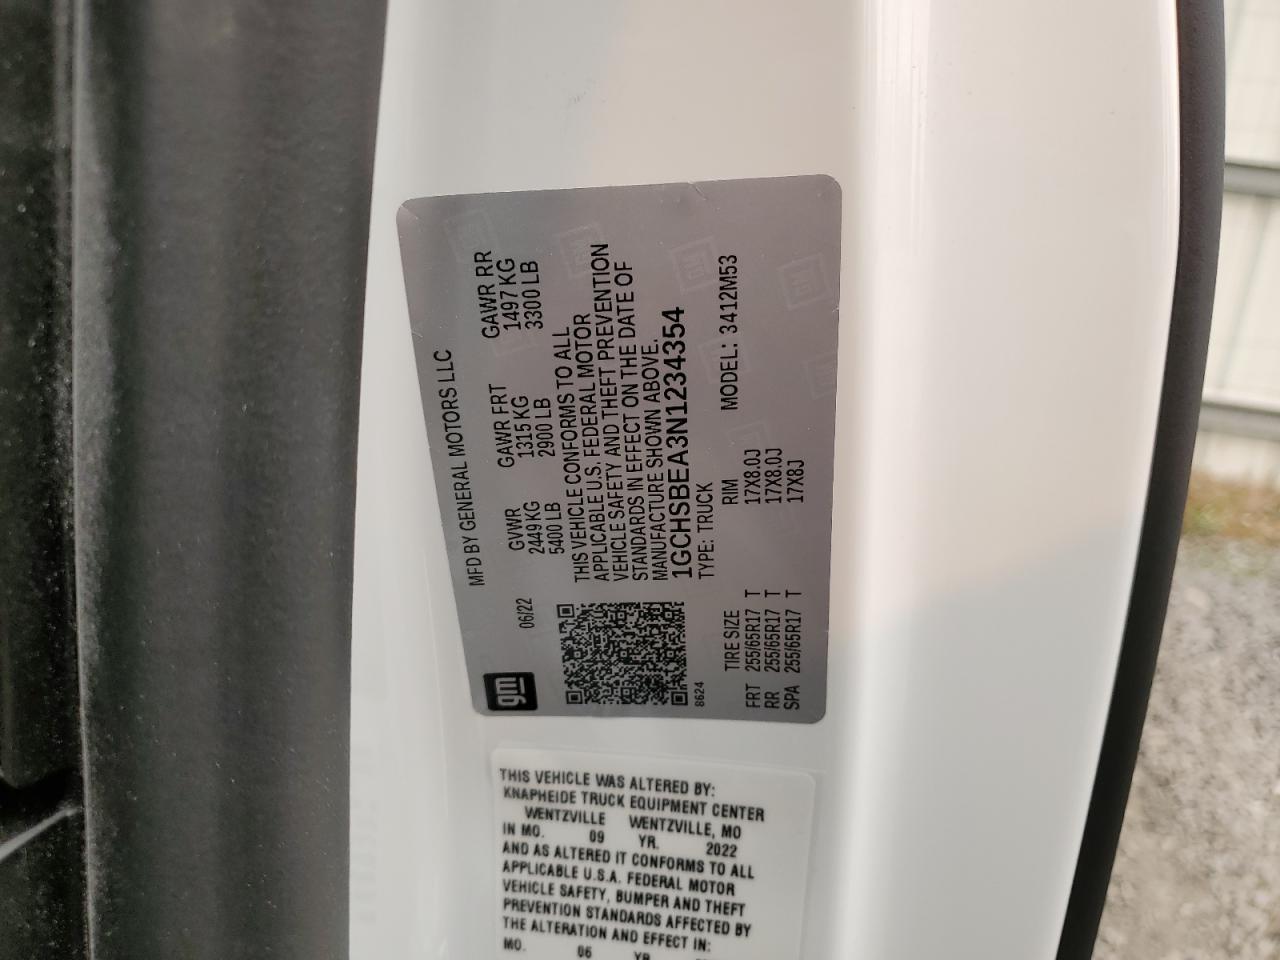 MFD BY GENERAL MOTORS LLC
gm
06/22
GVWR GAWR FRT GAWR RR
2449 KG 1315 KG 1497 KG
5400 LB 2900 LB 3300 LB
THIS VEHICLE CONFORMS TO ALL
APPLICABLE U.S. FEDERAL MOTOR
VEHICLE SAFETY AND THEFT PREVENTION
STANDARDS IN EFFECT ON THE DATE OF
MANUFACTURE SHOWN ABOVE.
1GCHSBEA3N1234354
8624
TYPE: TRUCK MODEL: 3412M53
TIRE SIZE RIM
FRT 255/65R17 T 17X8.0J
RR 255/65R17 T 17X8.0J
SPA 255/65R17 T 17X8J
THIS VEHICLE WAS ALTERED BY:
KNAPHEIDE TRUCK EQUIPMENT CENTER
WENTZVILLE WENTZVILLE, MO
IN MO. 09 YR. 2022
AND AS ALTERED IT CONFORMS TO ALL
APPLICABLE U.S.A. FEDERAL MOTOR
VEHICLE SAFETY, BUMPER AND THEFT
PREVENTION STANDARDS AFFECTED BY
THE ALTERATION AND EFFECT IN:
MO. 06 YR.